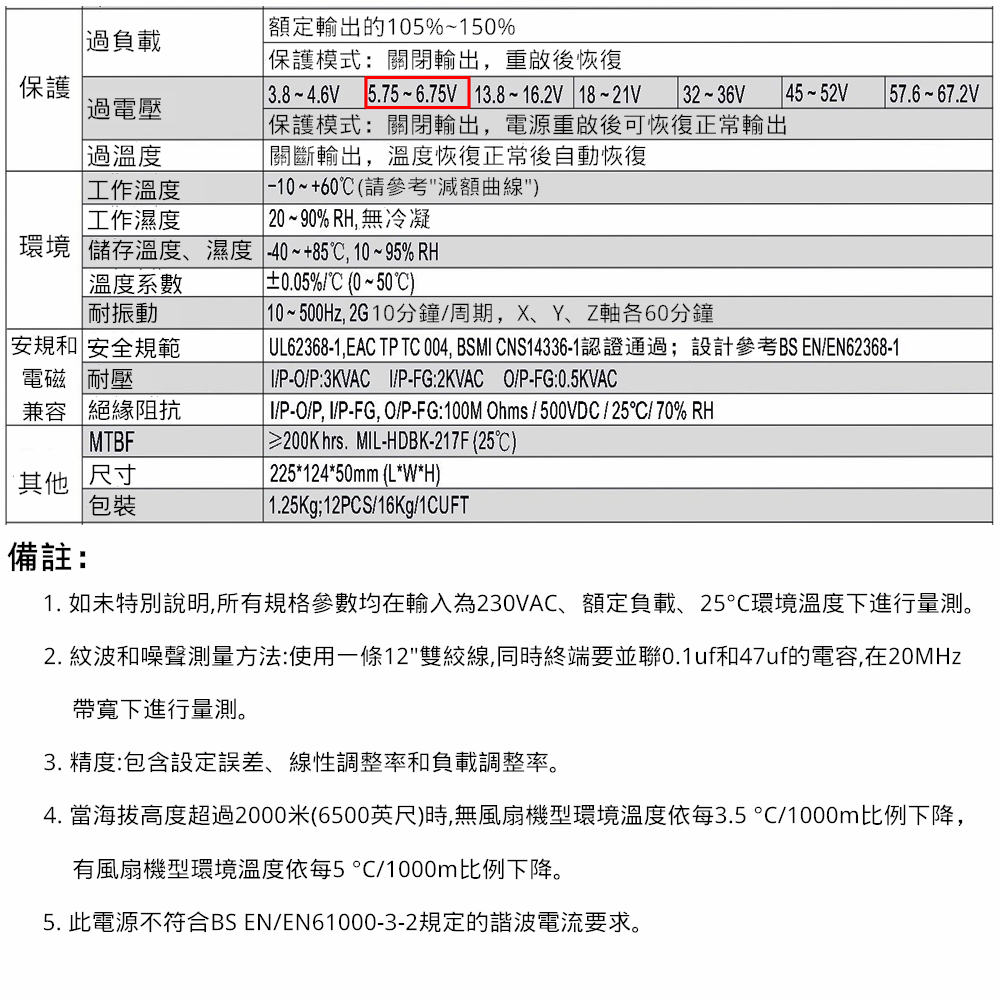 保護
過負載
額定輸出的105%~150%
保護模式：關閉輸出，重啟後恢復
過電壓
3.8 ~ 4.6V 5.75 ~ 6.75V 13.8 ~ 16.2V 18 ~ 21V 32 ~ 36V 45 ~ 52V 57.6 ~ 67.2V
保護模式：關閉輸出，電源重啟後可恢復正常輸出
過溫度 關斷輸出，溫度恢復正常後自動恢復
環境
工作溫度 -10 ~ +60℃(請參考"減額曲線")
工作濕度 20 ~ 90% RH,無冷凝
儲存溫度、濕度 -40 ~ +85℃, 10 ~ 95% RH
溫度系數 ±0.05%/℃ (0 ~ 50℃)
耐振動 10 ~ 500Hz, 2G 10分鐘/周期，X、Y、Z軸各60分鐘
安規和
電磁
兼容
安全規範 UL62368-1,EAC TP TC 004, BSMI CNS14336-1認證通過；設計參考BS EN/EN62368-1
耐壓 I/P-O/P:3KVAC I/P-FG:2KVAC O/P-FG:0.5KVAC
絕緣阻抗 I/P-O/P, I/P-FG, O/P-FG:100M Ohms / 500VDC / 25℃/ 70% RH
其他
MTBF ≥200K hrs. MIL-HDBK-217F (25℃)
尺寸 225*124*50mm (L*W*H)
包裝 1.25Kg;12PCS/16Kg/1CUFT
備註：
1. 如未特別說明,所有規格參數均在輸入為230VAC、額定負載、25°C環境溫度下進行量測。
2. 紋波和噪聲測量方法:使用一條12"雙絞線,同時終端要並聯0.1uf和47uf的電容,在20MHz
帶寬下進行量測。
3. 精度:包含設定誤差、線性調整率和負載調整率。
4. 當海拔高度超過2000米(6500英尺)時,無風扇機型環境溫度依每3.5 °C/1000m比例下降，
有風扇機型環境溫度依每5 °C/1000m比例下降。
5. 此電源不符合BS EN/EN61000-3-2規定的諧波電流要求。